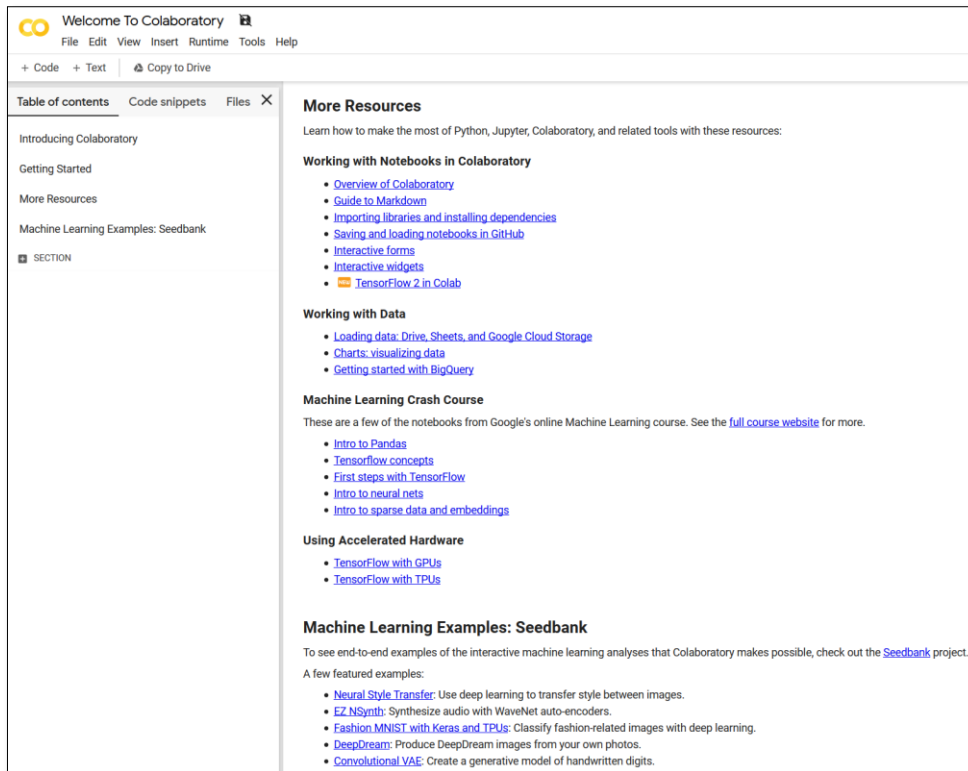 CO
Welcome To Colaboratory
File Edit View Insert Runtime Tools Help
+ Code + Text Copy to Drive
Table of contents Code snippets Files X
Introducing Colaboratory
Getting Started
More Resources
Machine Learning Examples: Seedbank
SECTION
More Resources
Learn how to make the most of Python, Jupyter, Colaboratory, and related tools with these resources:
Working with Notebooks in Colaboratory
• Overview of Colaboratory
• Guide to Markdown
• Importing libraries and installing dependencies
• Saving and loading notebooks in GitHub
• Interactive forms
• Interactive widgets
• NEW TensorFlow 2 in Colab
Working with Data
• Loading data: Drive, Sheets, and Google Cloud Storage
• Charts: visualizing data
• Getting started with BigQuery
Machine Learning Crash Course
These are a few of the notebooks from Google's online Machine Learning course. See the full course website for more.
• Intro to Pandas
• Tensorflow concepts
• First steps with TensorFlow
• Intro to neural nets
• Intro to sparse data and embeddings
Using Accelerated Hardware
• TensorFlow with GPUs
• TensorFlow with TPUs
Machine Learning Examples: Seedbank
To see end-to-end examples of the interactive machine learning analyses that Colaboratory makes possible, check out the Seedbank project.
A few featured examples:
• Neural Style Transfer: Use deep learning to transfer style between images.
• EZ NSynth: Synthesize audio with WaveNet auto-encoders.
• Fashion MNIST with Keras and TPUs: Classify fashion-related images with deep learning.
• DeepDream: Produce DeepDream images from your own photos.
• Convolutional VAE: Create a generative model of handwritten digits.